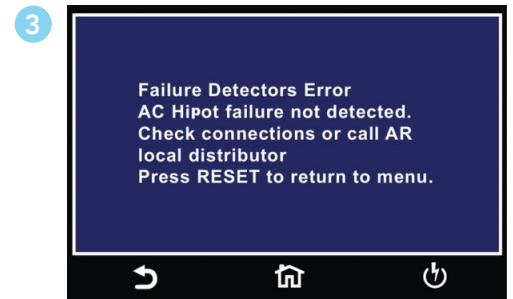 3
Failure Detectors Error
AC Hipot failure not detected.
Check connections or call AR
local distributor
Press RESET to return to menu.